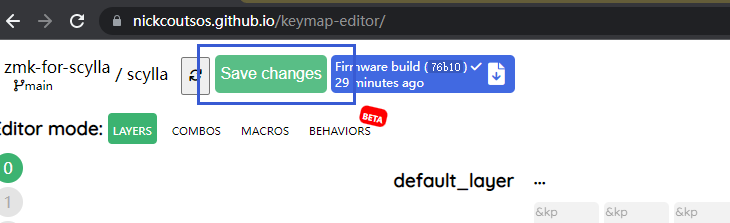 nickcoutsos.github.io/keymap-editor/
zmk-for-scylla / scylla
main
Save changes
Firmware build (76b10)
29 minutes ago
Editor mode: LAYERS COMBOS MACROS BEHAVIORS BETA
0
default_layer ...
1
&kp &kp &kp